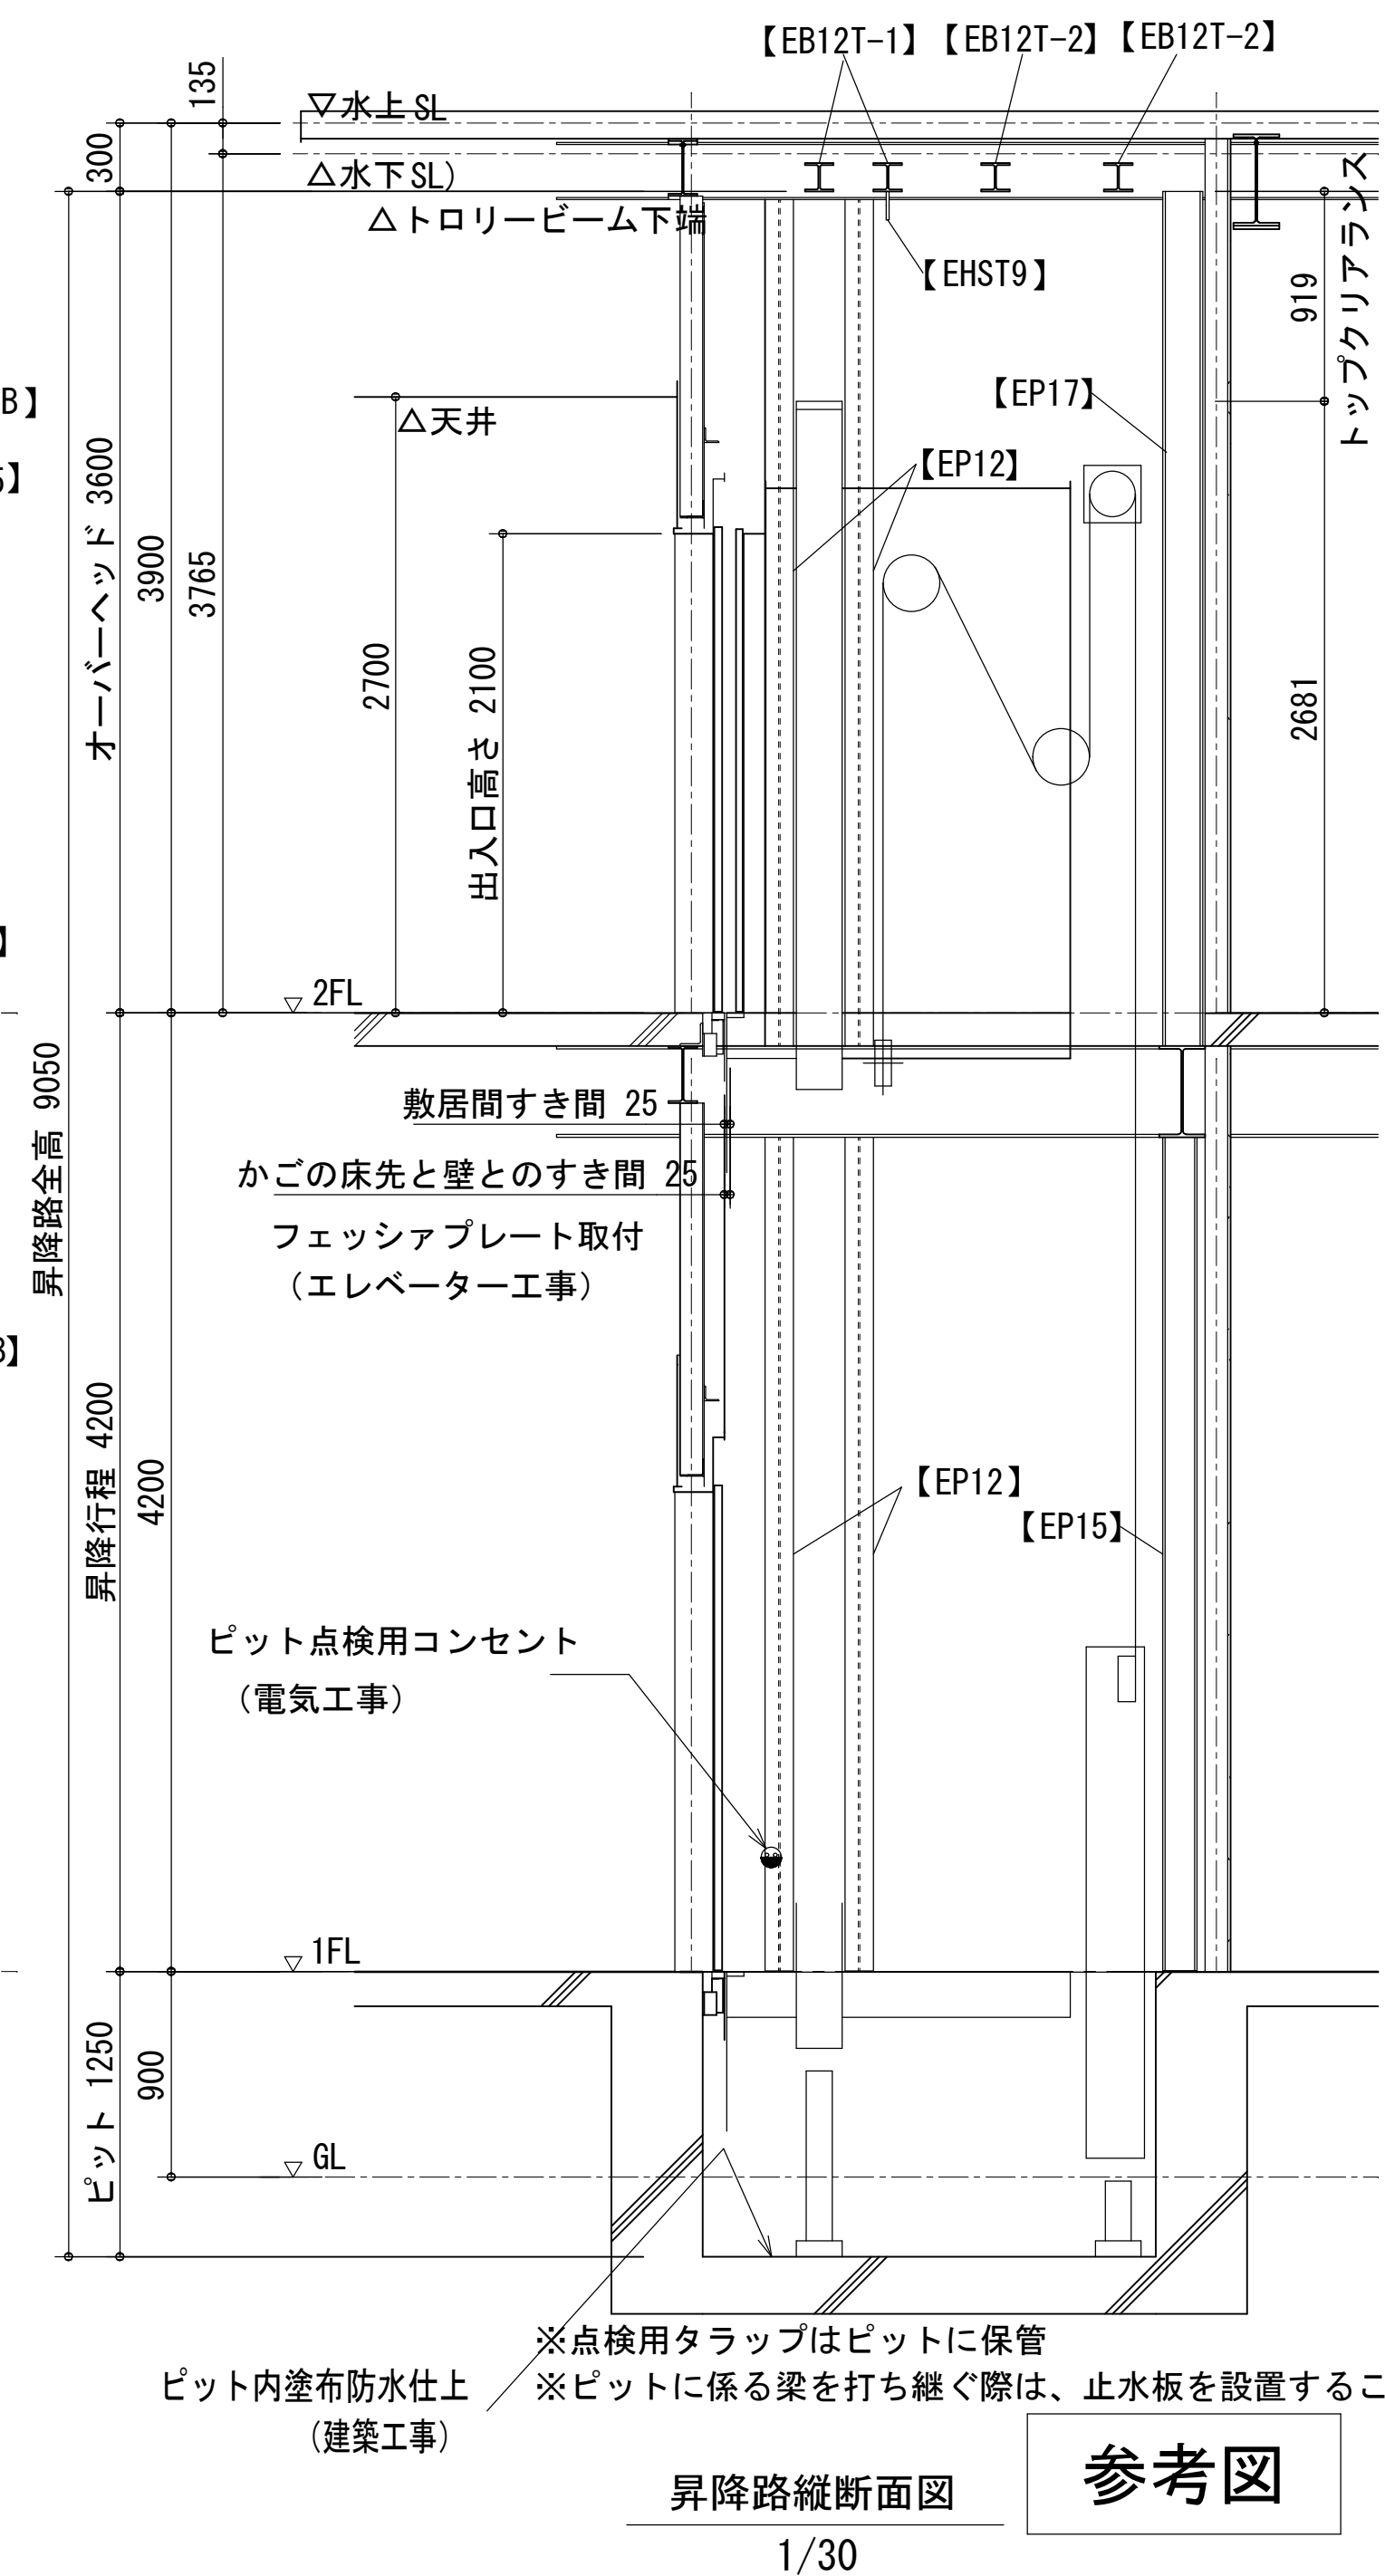 【EB12T-1】【EB12T-2】【EB12T-2】
135
▽水上SL
300
△水下SL)
△トロリービーム下端
【EHST9】
919
トップクリアランス
B】
【EP17】
△天井
5】
オーバーヘッド 3600
【EP12】
3900
3765
2700
出入口高さ 2100
2681
】
▽ 2FL
昇降路全高 9050
敷居間すき間 25
かごの床先と壁とのすき間 25
フェッシァプレート取付
(エレベーター工事)
3】
昇降行程 4200
4200
【EP12】
【EP15】
ピット点検用コンセント
(電気工事)
▽ 1FL
ピット 1250
900
▽ GL
※点検用タラップはピットに保管
ピット内塗布防水仕上
※ピットに係る梁を打ち継ぐ際は、止水板を設置するこ
(建築工事)
参考図
昇降路縦断面図
1/30